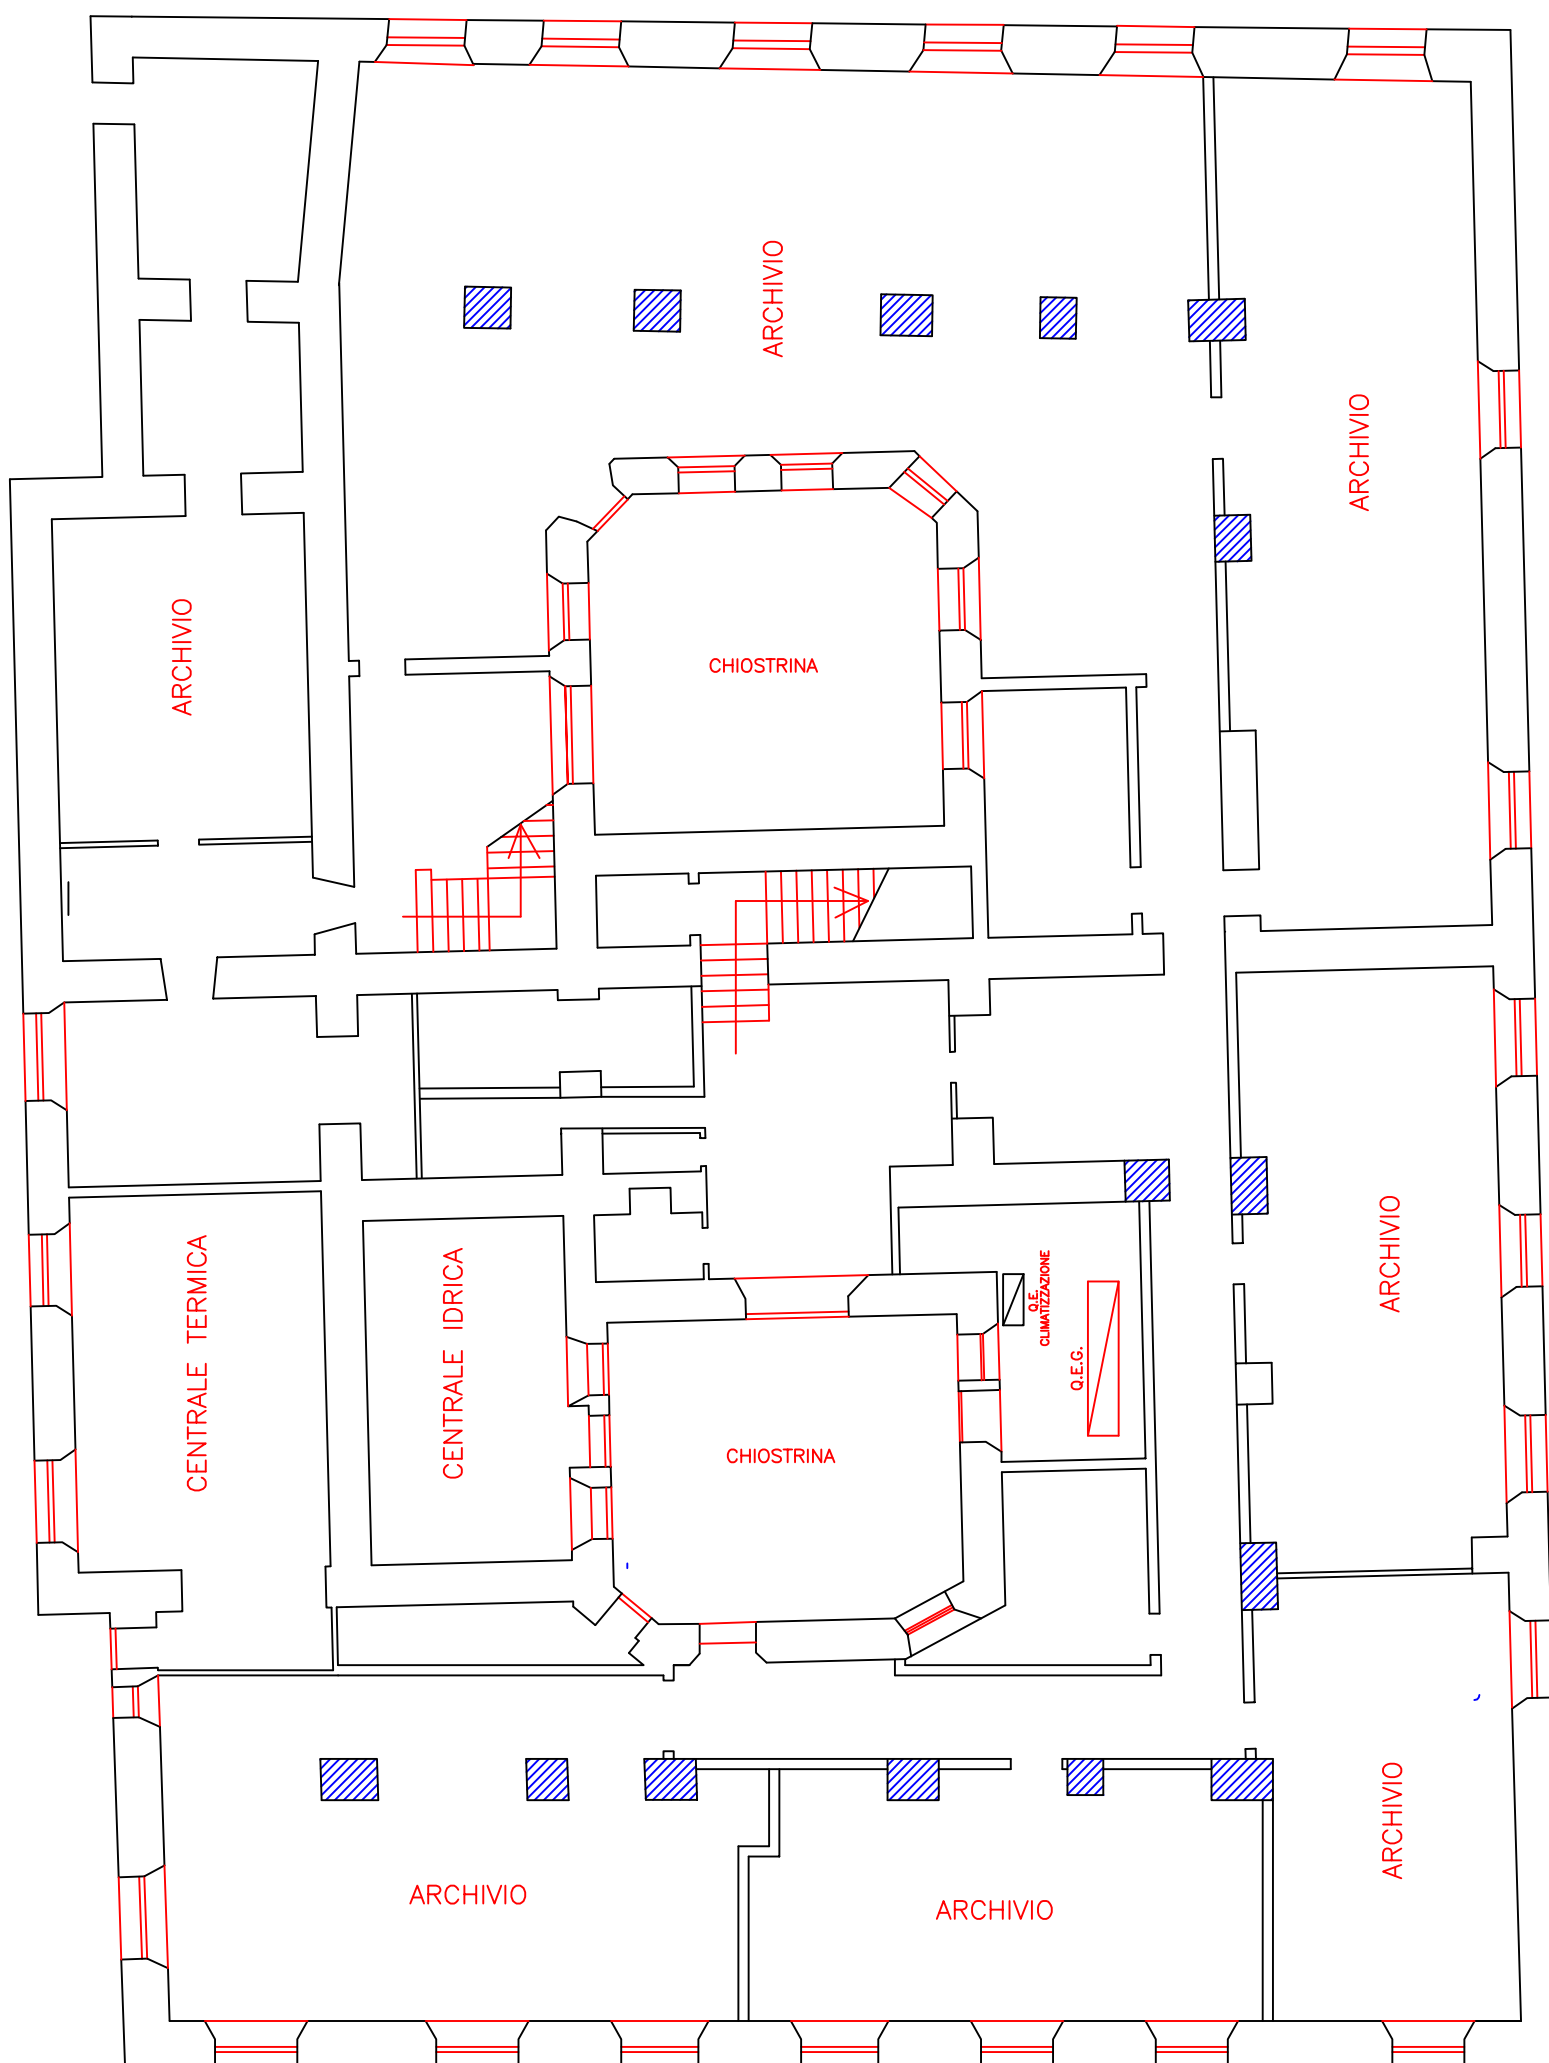 ARCHIVIO
ARCHIVIO
ARCHIVIO
CHIOSTRINA
ARCHIVIO
CENTRALE TERMICA
CENTRALE IDRICA
Q.E.
CLIMATIZZAZIONE
Q.E.G.
CHIOSTRINA
ARCHIVIO
ARCHIVIO
ARCHIVIO